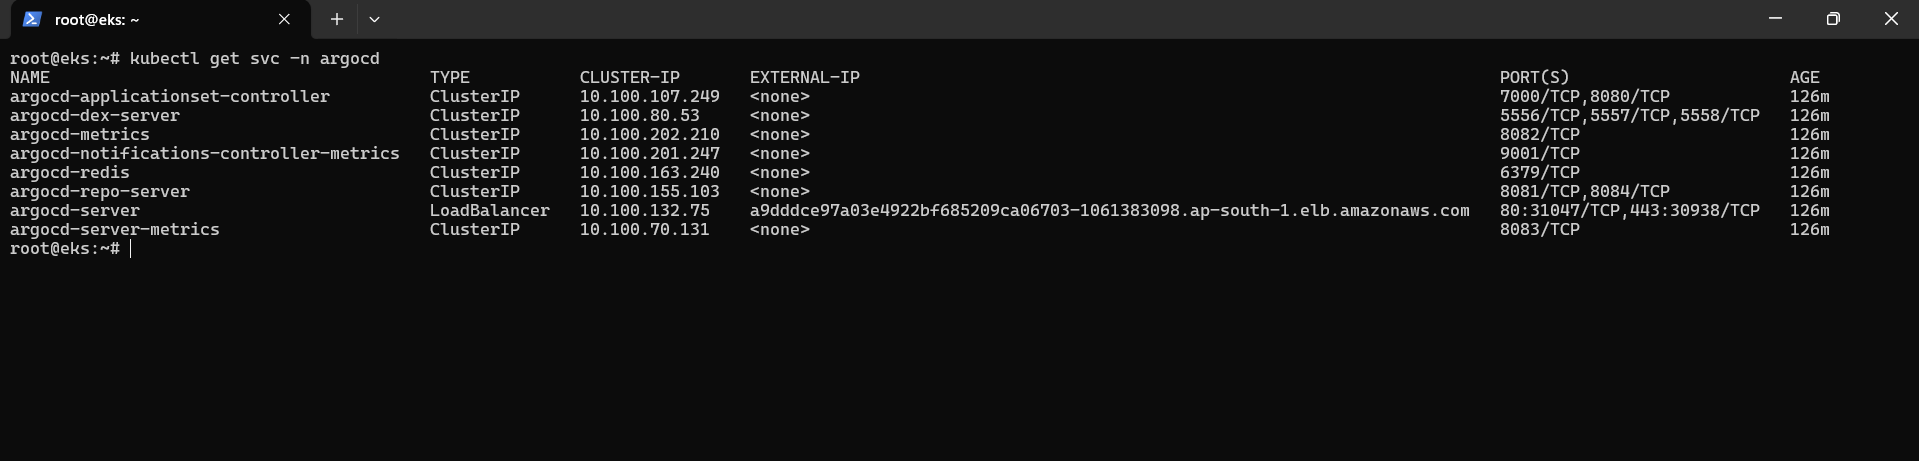 root@eks: ~
root@eks:~# kubectl get svc -n argocd
NAME TYPE CLUSTER-IP EXTERNAL-IP PORT(S) AGE
argocd-applicationset-controller ClusterIP 10.100.107.249 <none> 7000/TCP,8080/TCP 126m
argocd-dex-server ClusterIP 10.100.80.53 <none> 5556/TCP,5557/TCP,5558/TCP 126m
argocd-metrics ClusterIP 10.100.202.210 <none> 8082/TCP 126m
argocd-notifications-controller-metrics ClusterIP 10.100.201.247 <none> 9001/TCP 126m
argocd-redis ClusterIP 10.100.163.240 <none> 6379/TCP 126m
argocd-repo-server ClusterIP 10.100.155.103 <none> 8081/TCP,8084/TCP 126m
argocd-server LoadBalancer 10.100.132.75 a9dddce97a03e4922bf685209ca06703-1061383098.ap-south-1.elb.amazonaws.com 80:31047/TCP,443:30938/TCP 126m
argocd-server-metrics ClusterIP 10.100.70.131 <none> 8083/TCP 126m
root@eks:~#